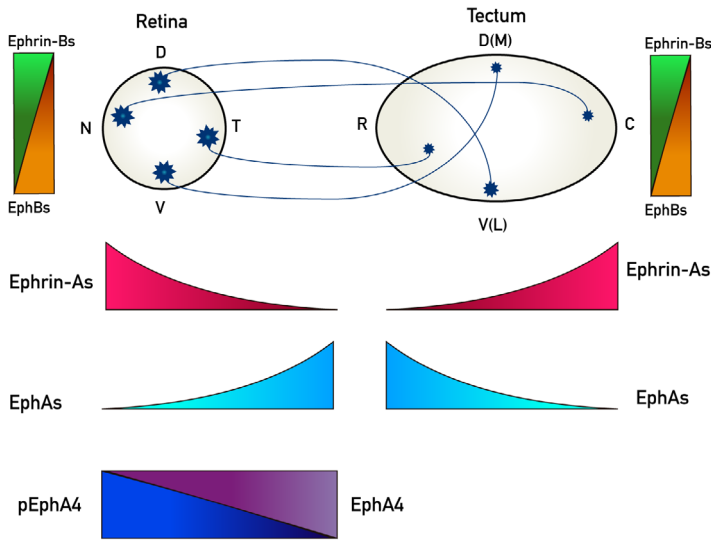 Retina
Tectum
Ephrin-Bs
D
D(M)
Ephrin-Bs
N
T
R
C
EphBs
V
V(L)
EphBs
Ephrin-As
Ephrin-As
EphAs
EphAs
pEphA4
EphA4